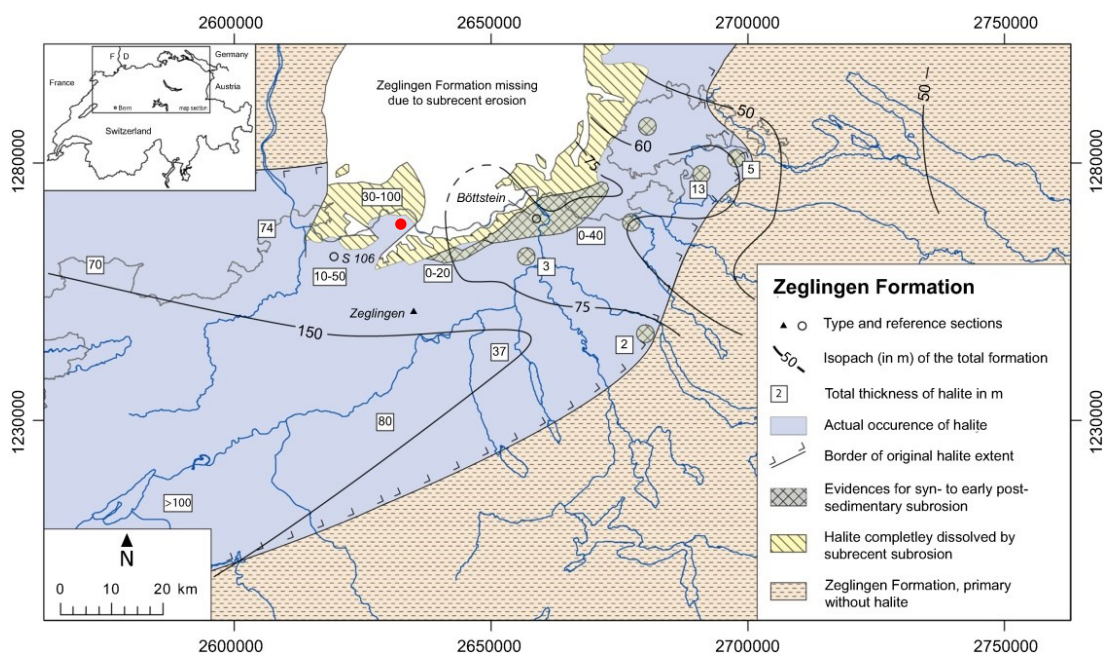 2600000 2650000 2700000 2750000
France
F D
Germany
Austria
Bern
map section
Switzerland
Zeglingen Formation missing
due to subrecent erosion
50
50
60
75
1280000
1280000
5
13
Böttstein
30-100
74
0-40
S 106
70
10-50
0-20
3
75
Zeglingen
150
37
2
80
1230000
1230000
>100
N
0 10 20 km
Zeglingen Formation
Type and reference sections
50 Isopach (in m) of the total formation
2 Total thickness of halite in m
Actual occurence of halite
Border of original halite extent
Evidences for syn- to early post-
sedimentary subrosion
Halite completley dissolved by
subrecent subrosion
Zeglingen Formation, primary
without halite
2600000 2650000 2700000 2750000